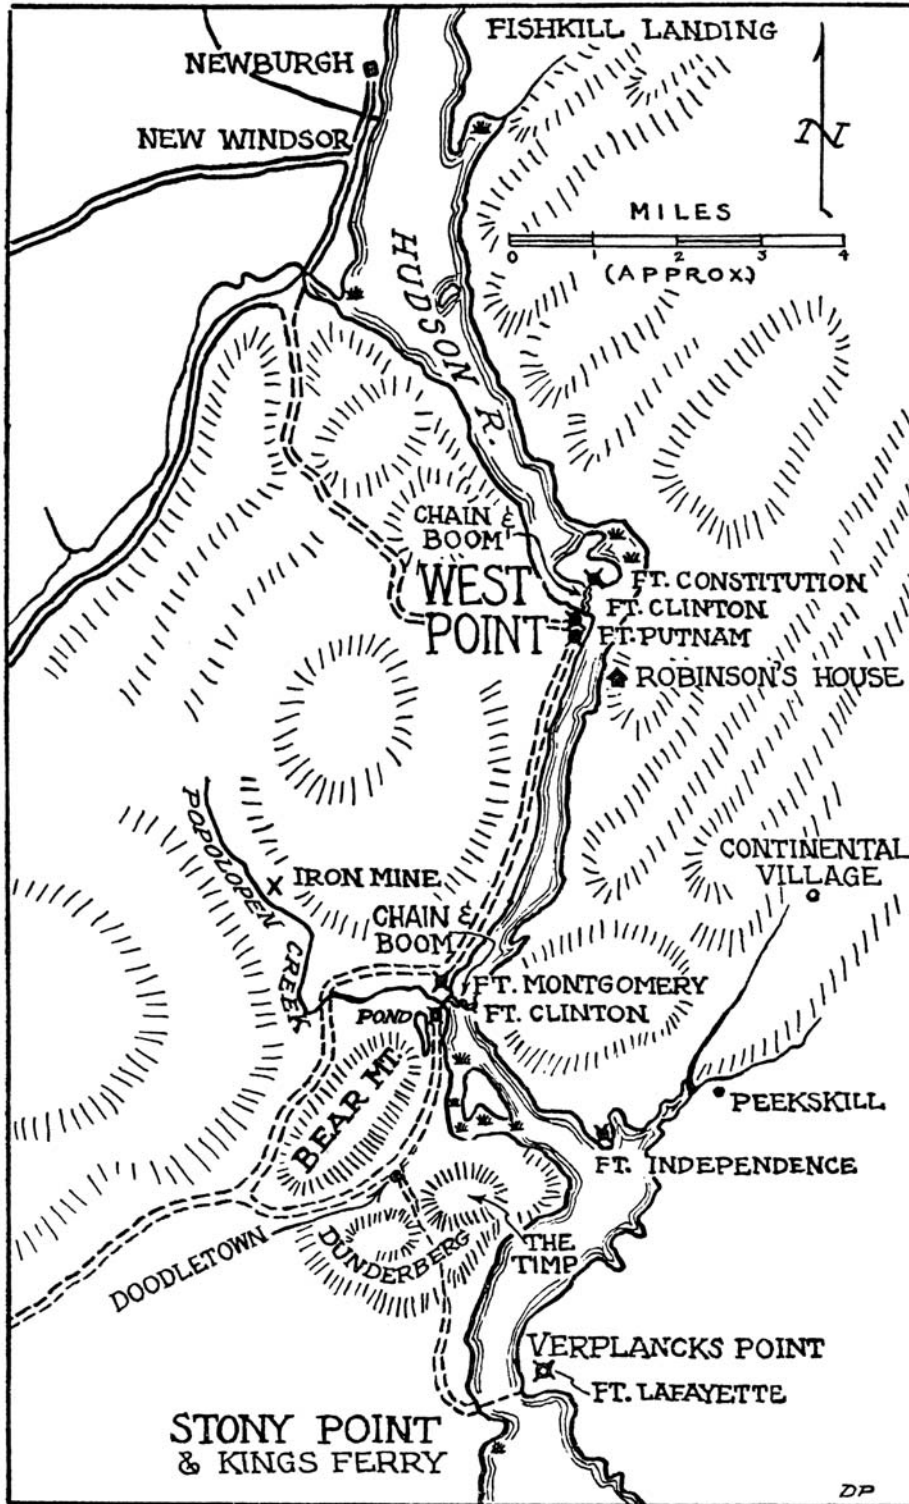 FISHKILL LANDING
NEWBURGH
NEW WINDSOR
N
MILES
0 1 2 3 4
(APPROX.)
HUDSON R.
CHAIN &
BOOM
WEST
POINT
FT. CONSTITUTION
FT. CLINTON
FT. PUTNAM
ROBINSON'S HOUSE
POPOLOPEN CREEK
X IRON MINE
CONTINENTAL
VILLAGE
CHAIN &
BOOM
FT. MONTGOMERY
FT. CLINTON
POND
BEAR MT.
PEEKSKILL
FT. INDEPENDENCE
DOODLETOWN
DUNDERBERG
THE
TIMP
VERPLANCKS POINT
FT. LAFAYETTE
STONY POINT
& KINGS FERRY
DP